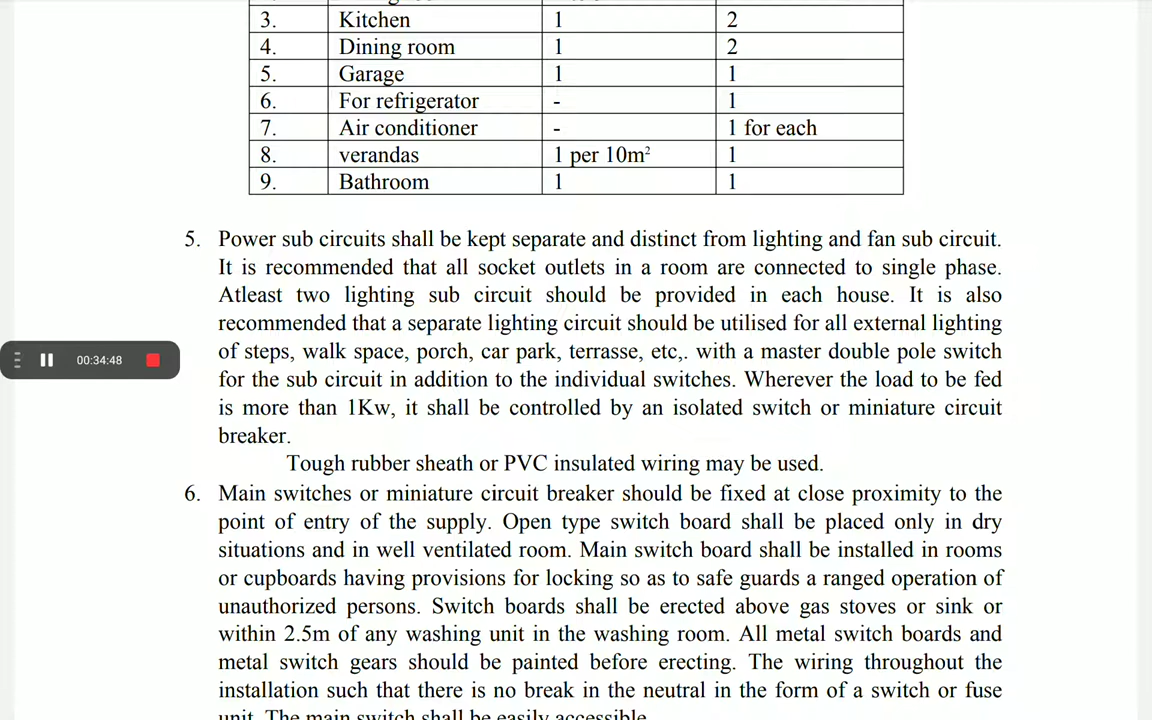 3. Kitchen 1 2
4. Dining room 1 2
5. Garage 1 1
6. For refrigerator - 1
7. Air conditioner - 1 for each
8. verandas 1 per 10m² 1
9. Bathroom 1 1
5. Power sub circuits shall be kept separate and distinct from lighting and fan sub circuit.
It is recommended that all socket outlets in a room are connected to single phase.
Atleast two lighting sub circuit should be provided in each house. It is also
recommended that a separate lighting circuit should be utilised for all external lighting
of steps, walk space, porch, car park, terrasse, etc,. with a master double pole switch
00:34:48
for the sub circuit in addition to the individual switches. Wherever the load to be fed
is more than 1Kw, it shall be controlled by an isolated switch or miniature circuit
breaker.
Tough rubber sheath or PVC insulated wiring may be used.
6. Main switches or miniature circuit breaker should be fixed at close proximity to the
point of entry of the supply. Open type switch board shall be placed only in dry
situations and in well ventilated room. Main switch board shall be installed in rooms
or cupboards having provisions for locking so as to safe guards a ranged operation of
unauthorized persons. Switch boards shall be erected above gas stoves or sink or
within 2.5m of any washing unit in the washing room. All metal switch boards and
metal switch gears should be painted before erecting. The wiring throughout the
installation such that there is no break in the neutral in the form of a switch or fuse
unit. The main switch shall be easily accessible.